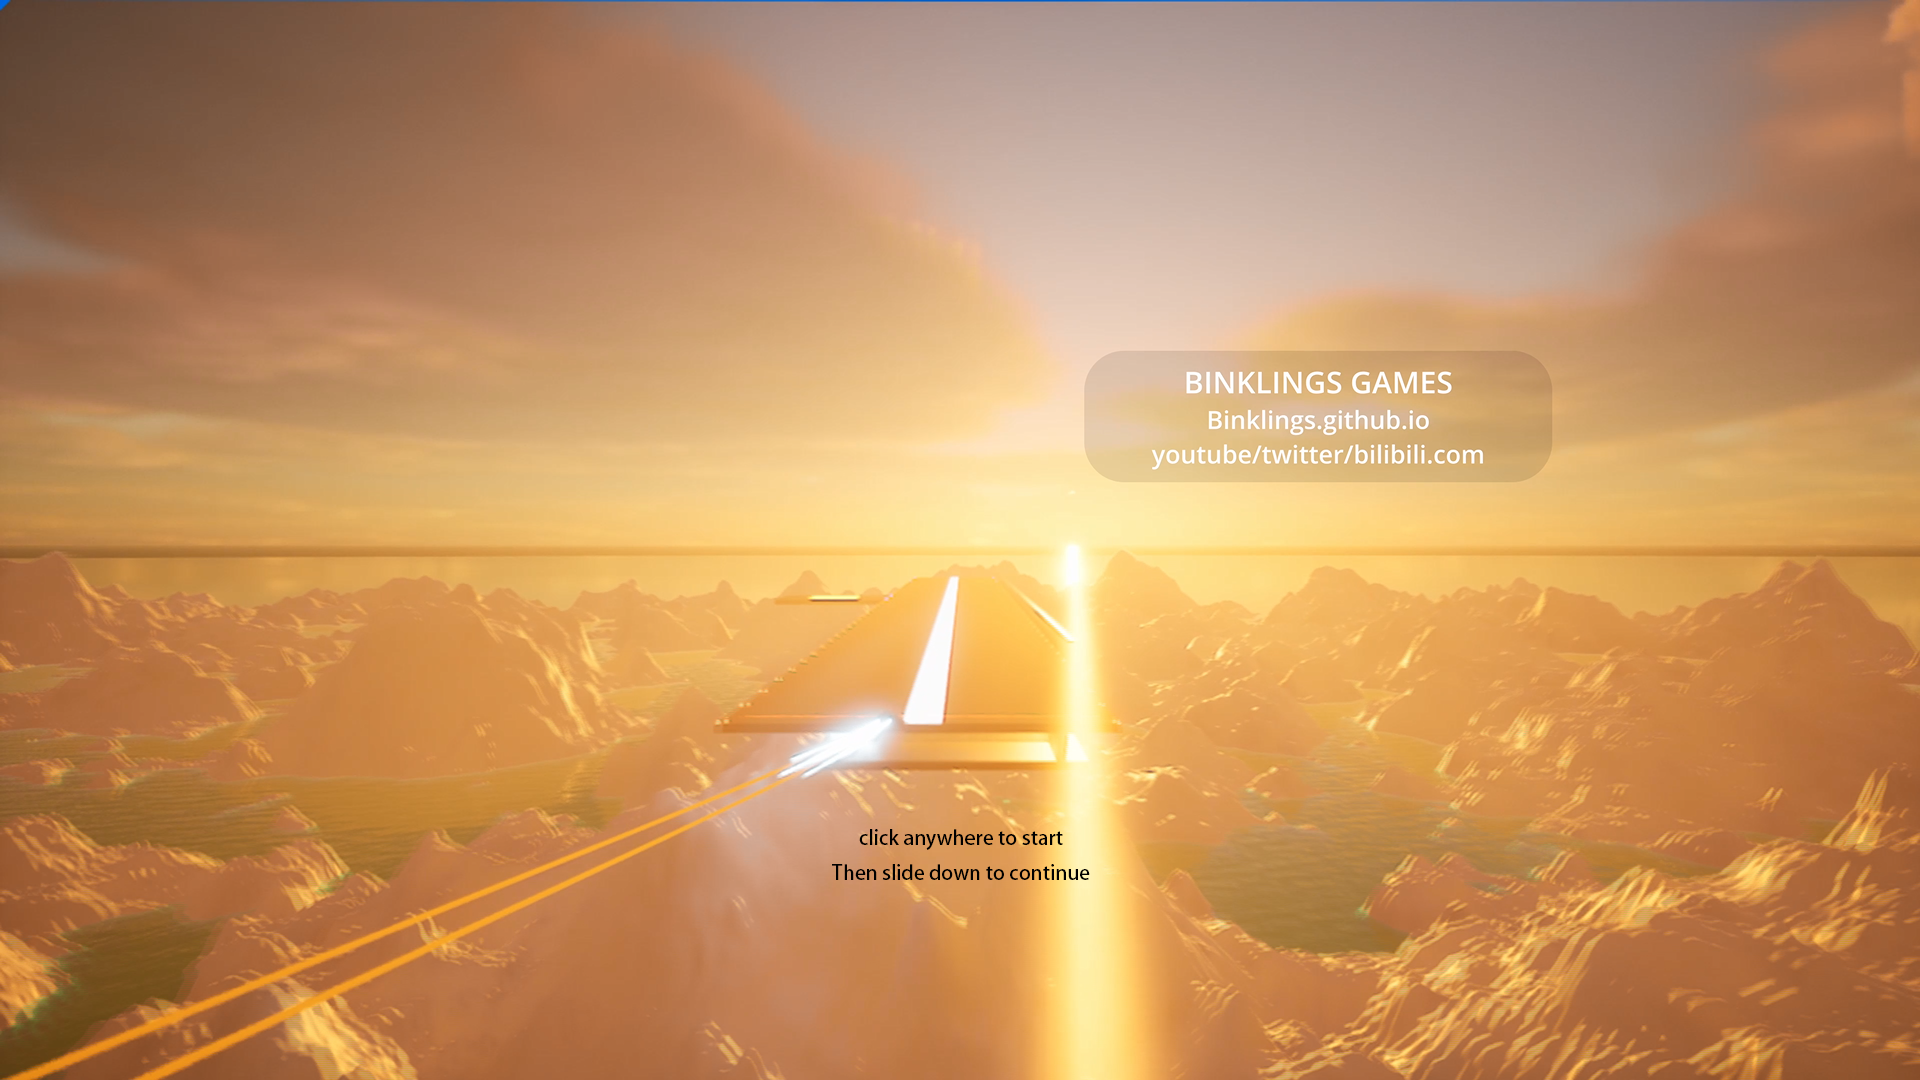 BINKLINGS GAMES
Binklings.github.io
youtube/twitter/bilibili.com
click anywhere to start
Then slide down to continue